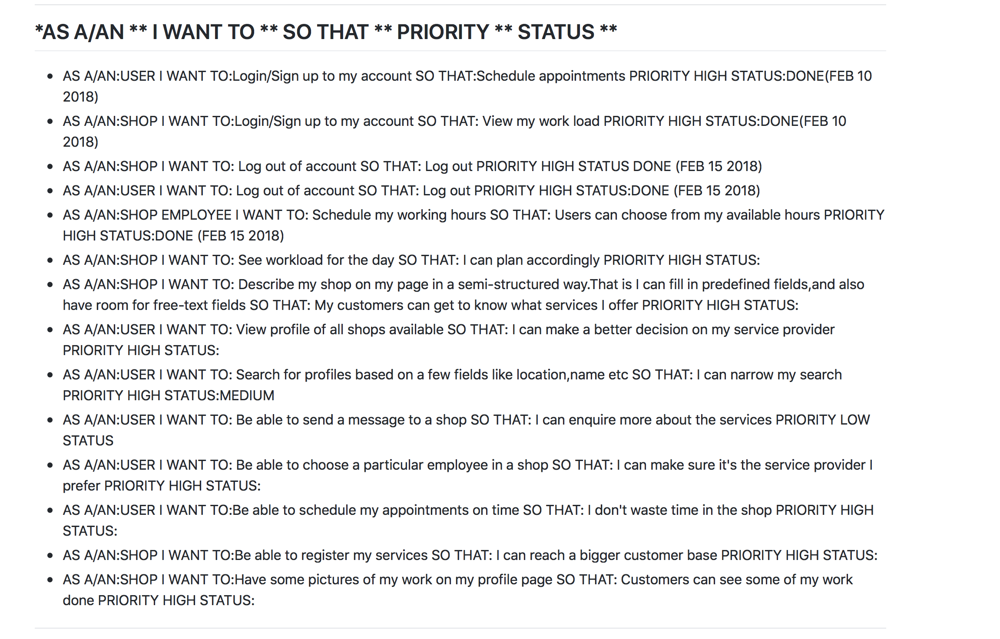 *AS A/AN ** I WANT TO ** SO THAT ** PRIORITY ** STATUS **
AS A/AN:USER I WANT TO:Login/Sign up to my account SO THAT:Schedule appointments PRIORITY HIGH STATUS:DONE(FEB 10
2018)
AS A/AN:SHOP I WANT TO:Login/Sign up to my account SO THAT: View my work load PRIORITY HIGH STATUS:DONE(FEB 10
2018)
AS A/AN:SHOP I WANT TO: Log out of account SO THAT: Log out PRIORITY HIGH STATUS DONE (FEB 15 2018)
AS A/AN:USER I WANT TO: Log out of account SO THAT: Log out PRIORITY HIGH STATUS:DONE (FEB 15 2018)
AS A/AN:SHOP EMPLOYEE I WANT TO: Schedule my working hours SO THAT: Users can choose from my available hours PRIORITY
HIGH STATUS:DONE (FEB 15 2018)
AS A/AN:SHOP I WANT TO: See workload for the day SO THAT: I can plan accordingly PRIORITY HIGH STATUS:
AS A/AN:SHOP I WANT TO: Describe my shop on my page in a semi-structured way.That is I can fill in predefined fields,and also
have room for free-text fields SO THAT: My customers can get to know what services I offer PRIORITY HIGH STATUS:
AS A/AN:USER I WANT TO: View profile of all shops available SO THAT: I can make a better decision on my service provider
PRIORITY HIGH STATUS:
AS A/AN:USER I WANT TO: Search for profiles based on a few fields like location,name etc SO THAT: I can narrow my search
PRIORITY HIGH STATUS:MEDIUM
AS A/AN:USER I WANT TO: Be able to send a message to a shop SO THAT: I can enquire more about the services PRIORITY LOW
STATUS
AS A/AN:USER I WANT TO: Be able to choose a particular employee in a shop SO THAT: I can make sure it's the service provider I
prefer PRIORITY HIGH STATUS:
AS A/AN:USER I WANT TO:Be able to schedule my appointments on time SO THAT: I don't waste time in the shop PRIORITY HIGH
STATUS:
AS A/AN:SHOP I WANT TO:Be able to register my services SO THAT: I can reach a bigger customer base PRIORITY HIGH STATUS:
AS A/AN:SHOP I WANT TO:Have some pictures of my work on my profile page SO THAT: Customers can see some of my work
done PRIORITY HIGH STATUS: